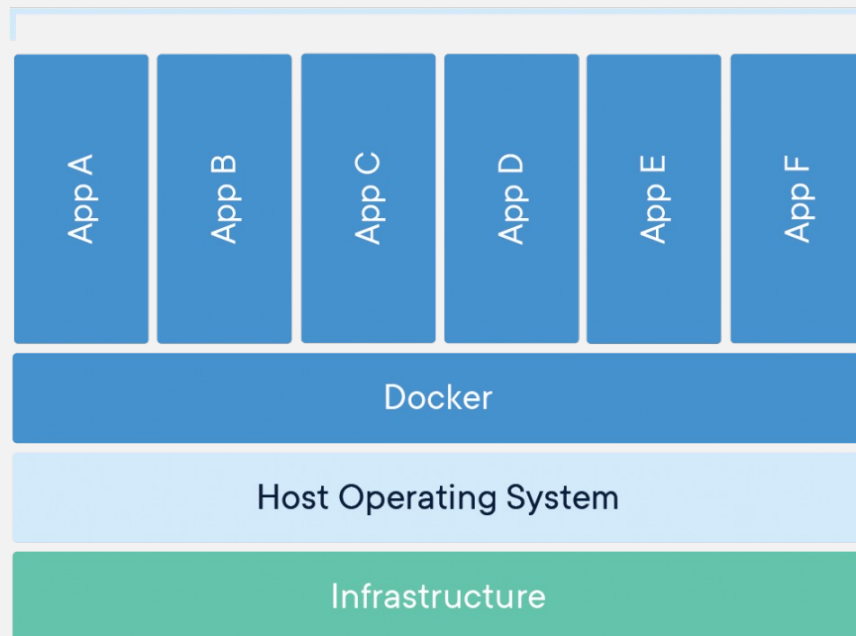 App A
App B
App C
App D
App E
App F
Docker
Host Operating System
Infrastructure